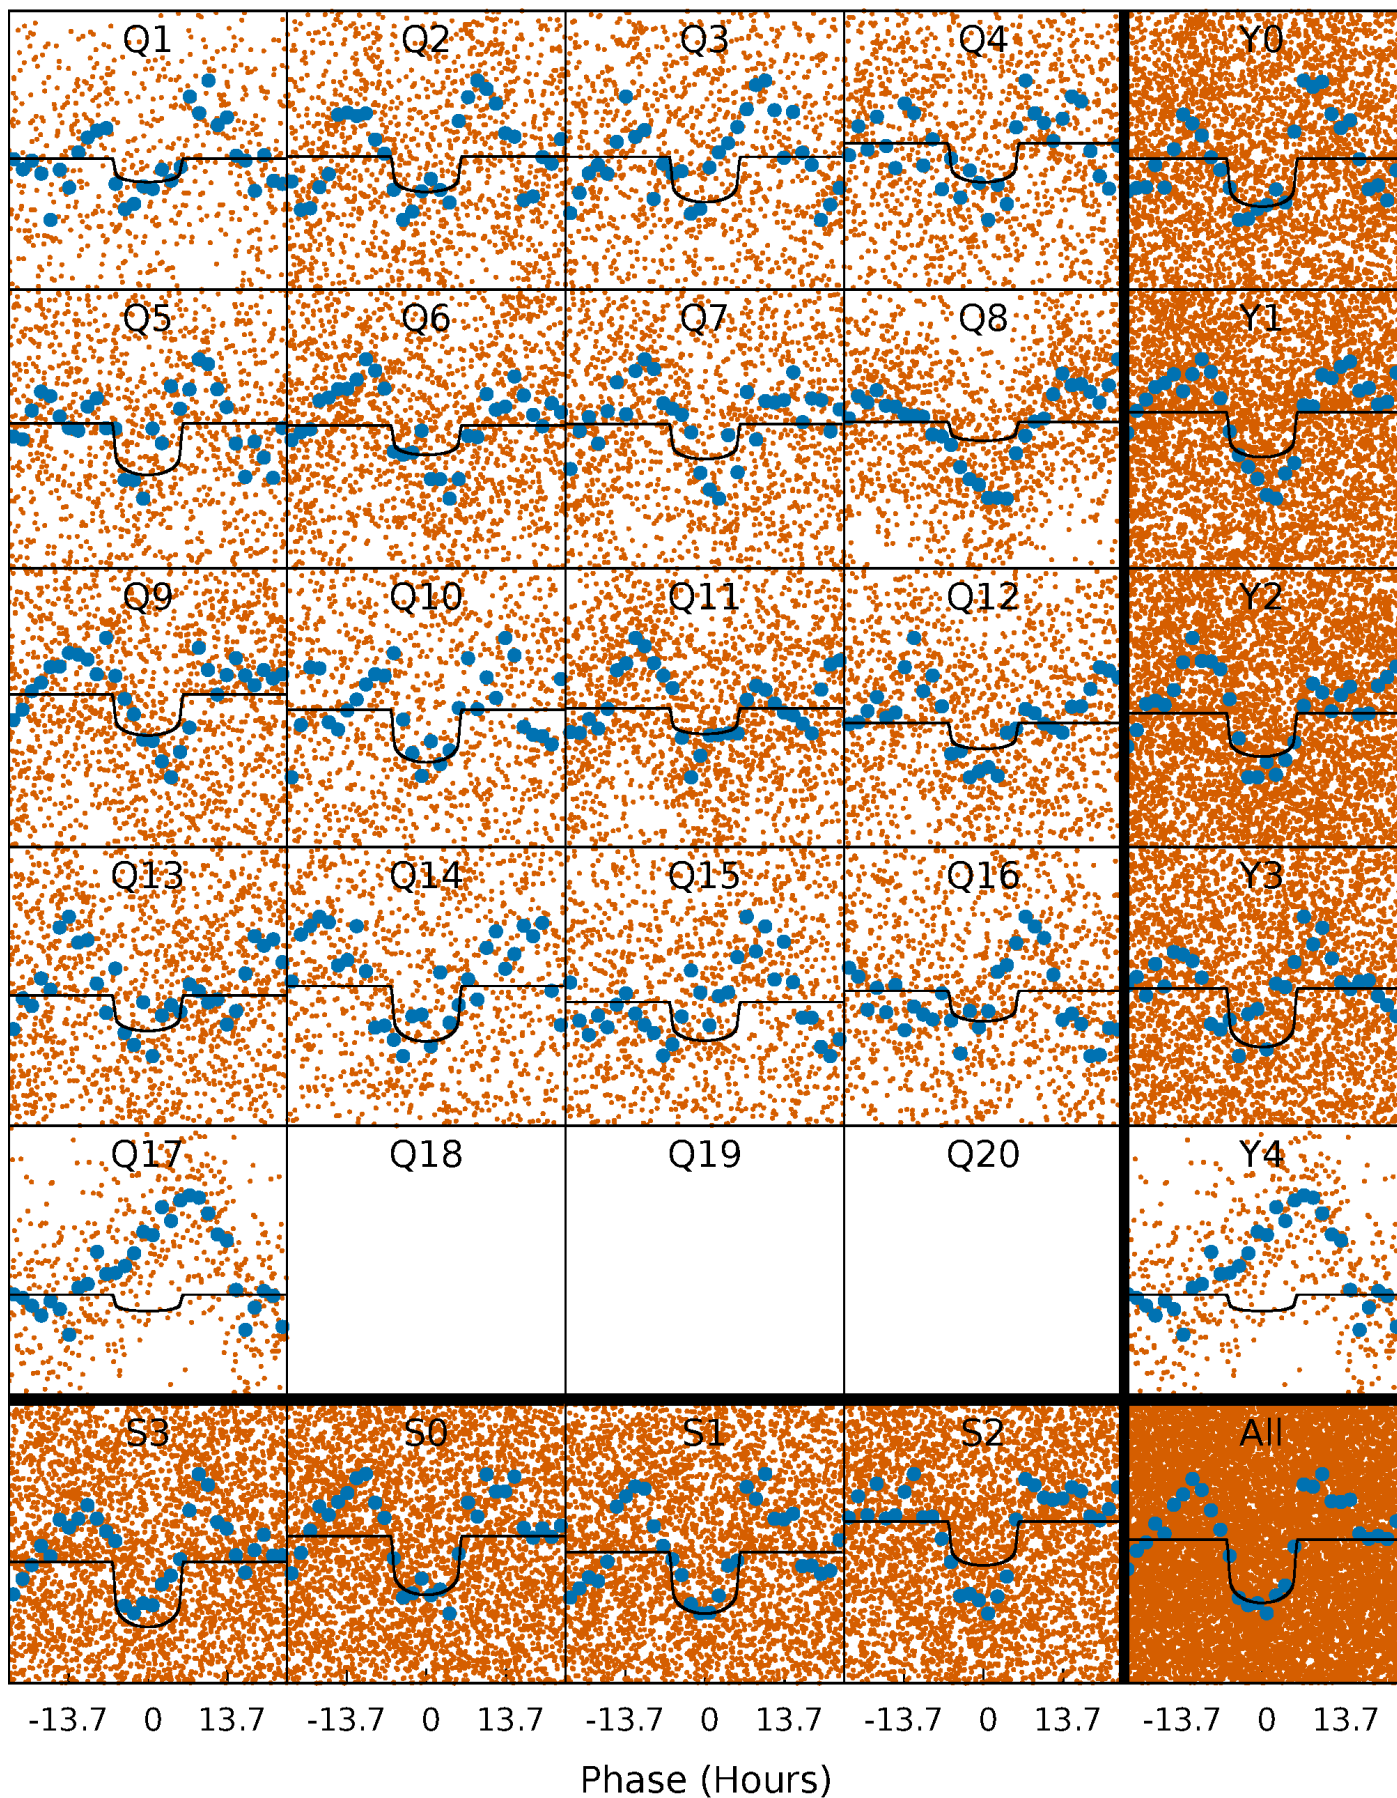 Q1 Q2 Q3 Q4 Y0
Q5 Q6 Q7 Q8 Y1
Q9 Q10 Q11 Q12 Y2
Q13 Q14 Q15 Q16 Y3
Q17 Q18 Q19 Q20 Y4
S3 S0 S1 S2 All
-13.7 0 13.7 -13.7 0 13.7 -13.7 0 13.7 -13.7 0 13.7 -13.7 0 13.7
Phase (Hours)